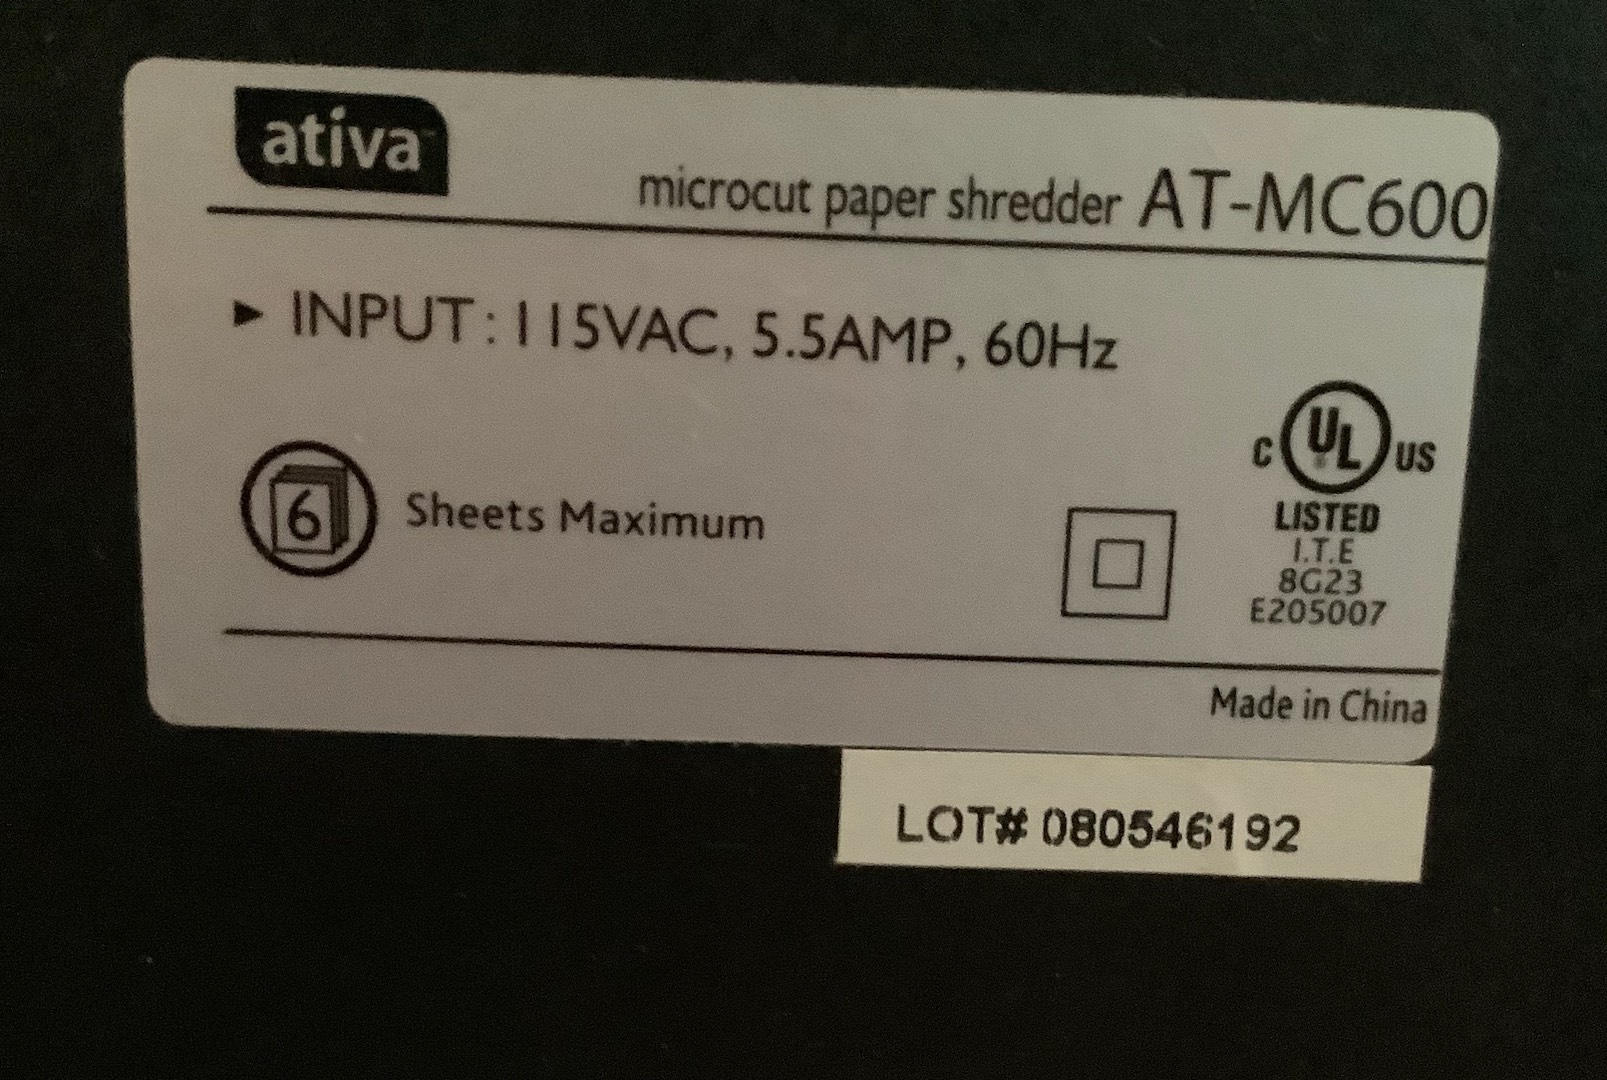 ativa™
microcut paper shredder AT-MC600
► INPUT: 115VAC, 5.5AMP, 60Hz
6 Sheets Maximum
C UL US
LISTED
I.T.E
8G23
E205007
Made in China
LOT# 080546192